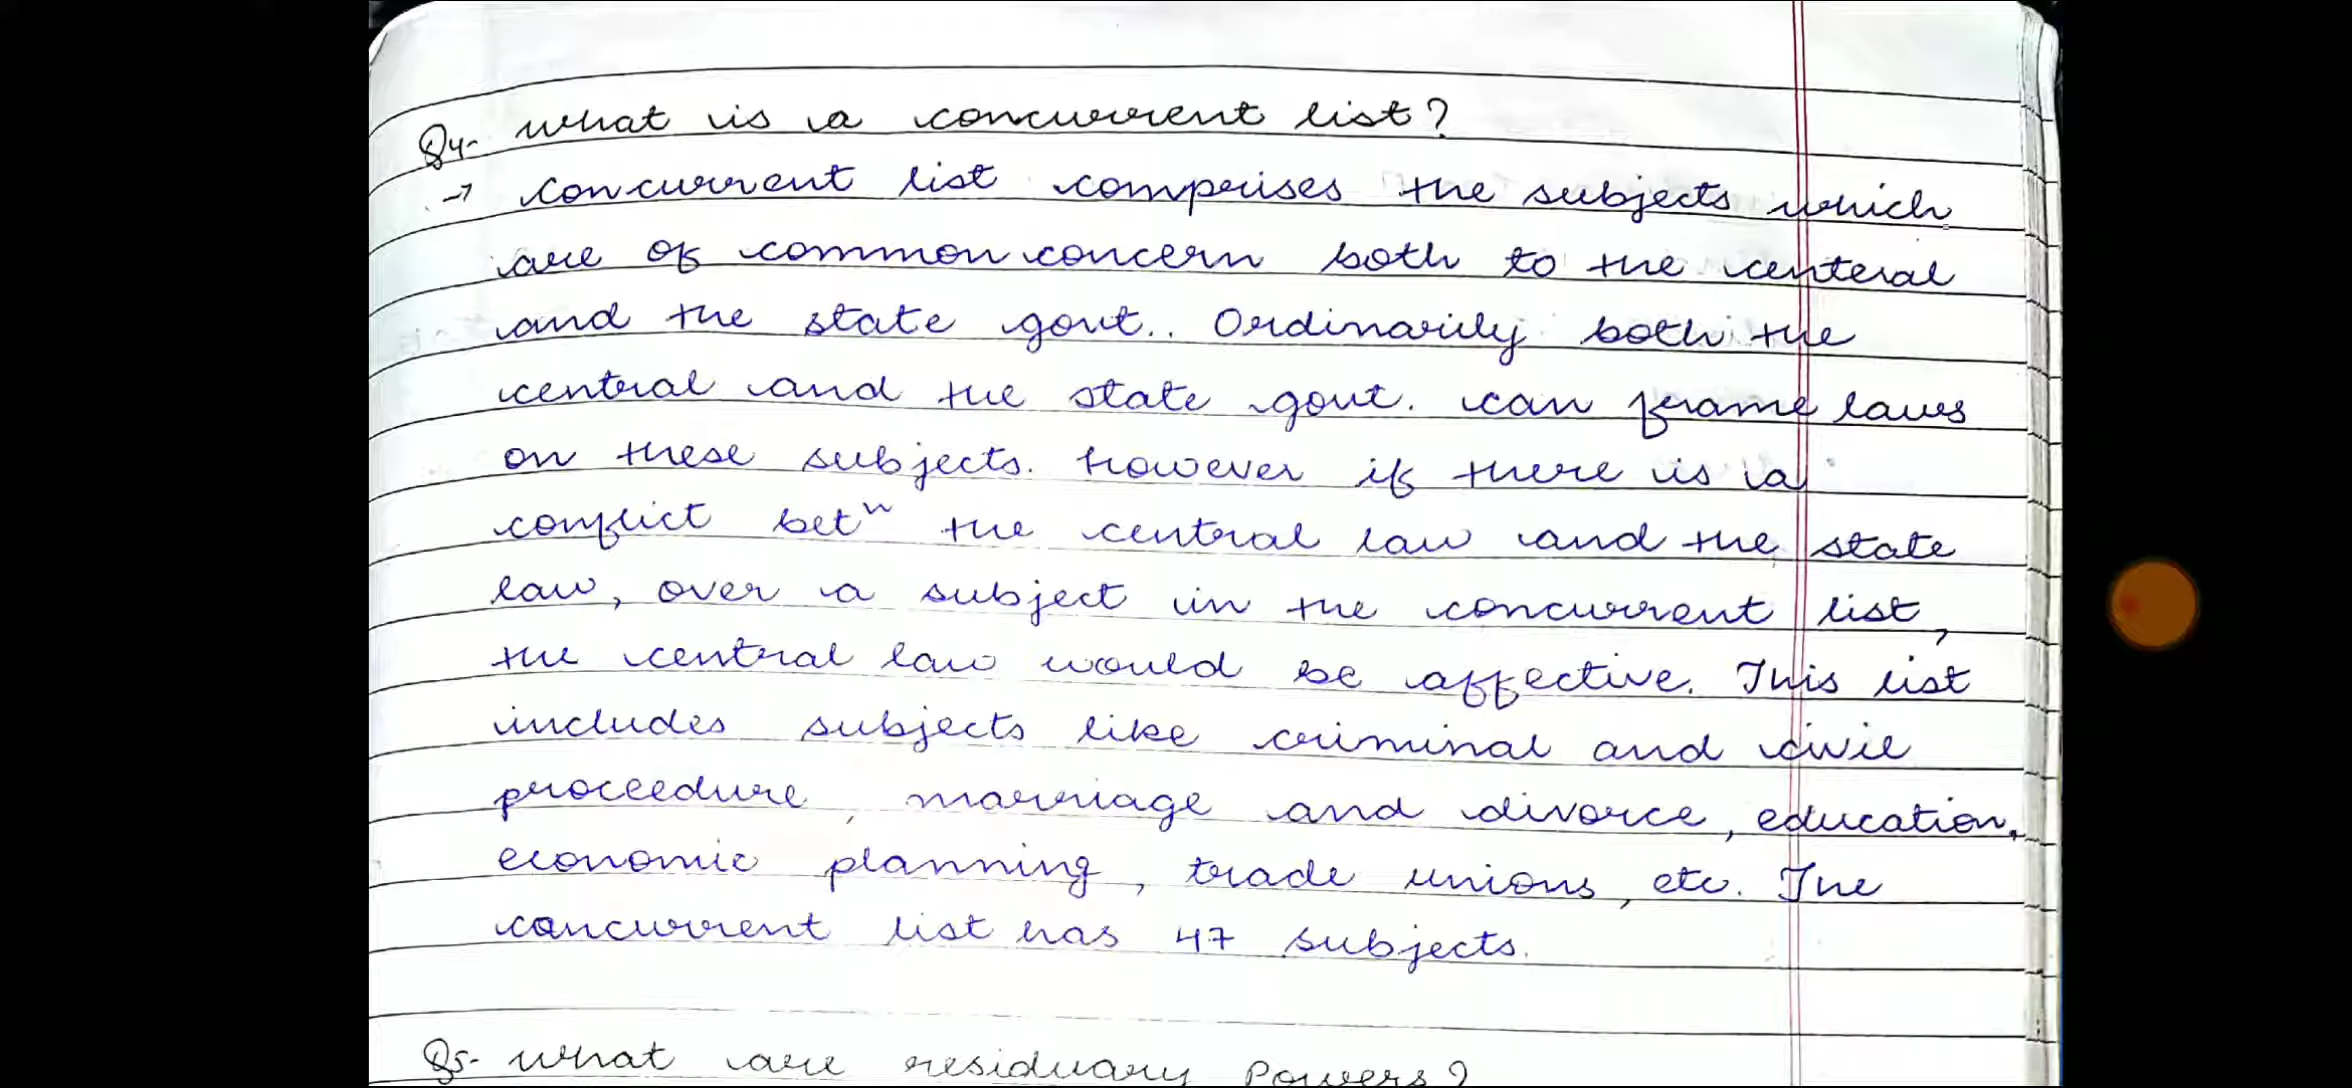 Q4- What is a concurrent list?
→ concurrent list comprises the subjects which
are of common concern both to the centeral
and the state govt.. Ordinarily both the
central and the state govt. can frame laws
on these subjects. However if there is a
conflict betⁿ the central law and the state
law, over a subject in the concurrent list,
the central law would be affective. This list
includes subjects like criminal and civil
proceedure, marriage and divorce, education,
economic planning, trade unions, etc. The
concurrent list has 47 subjects.
Q5- What are residuary Powers?